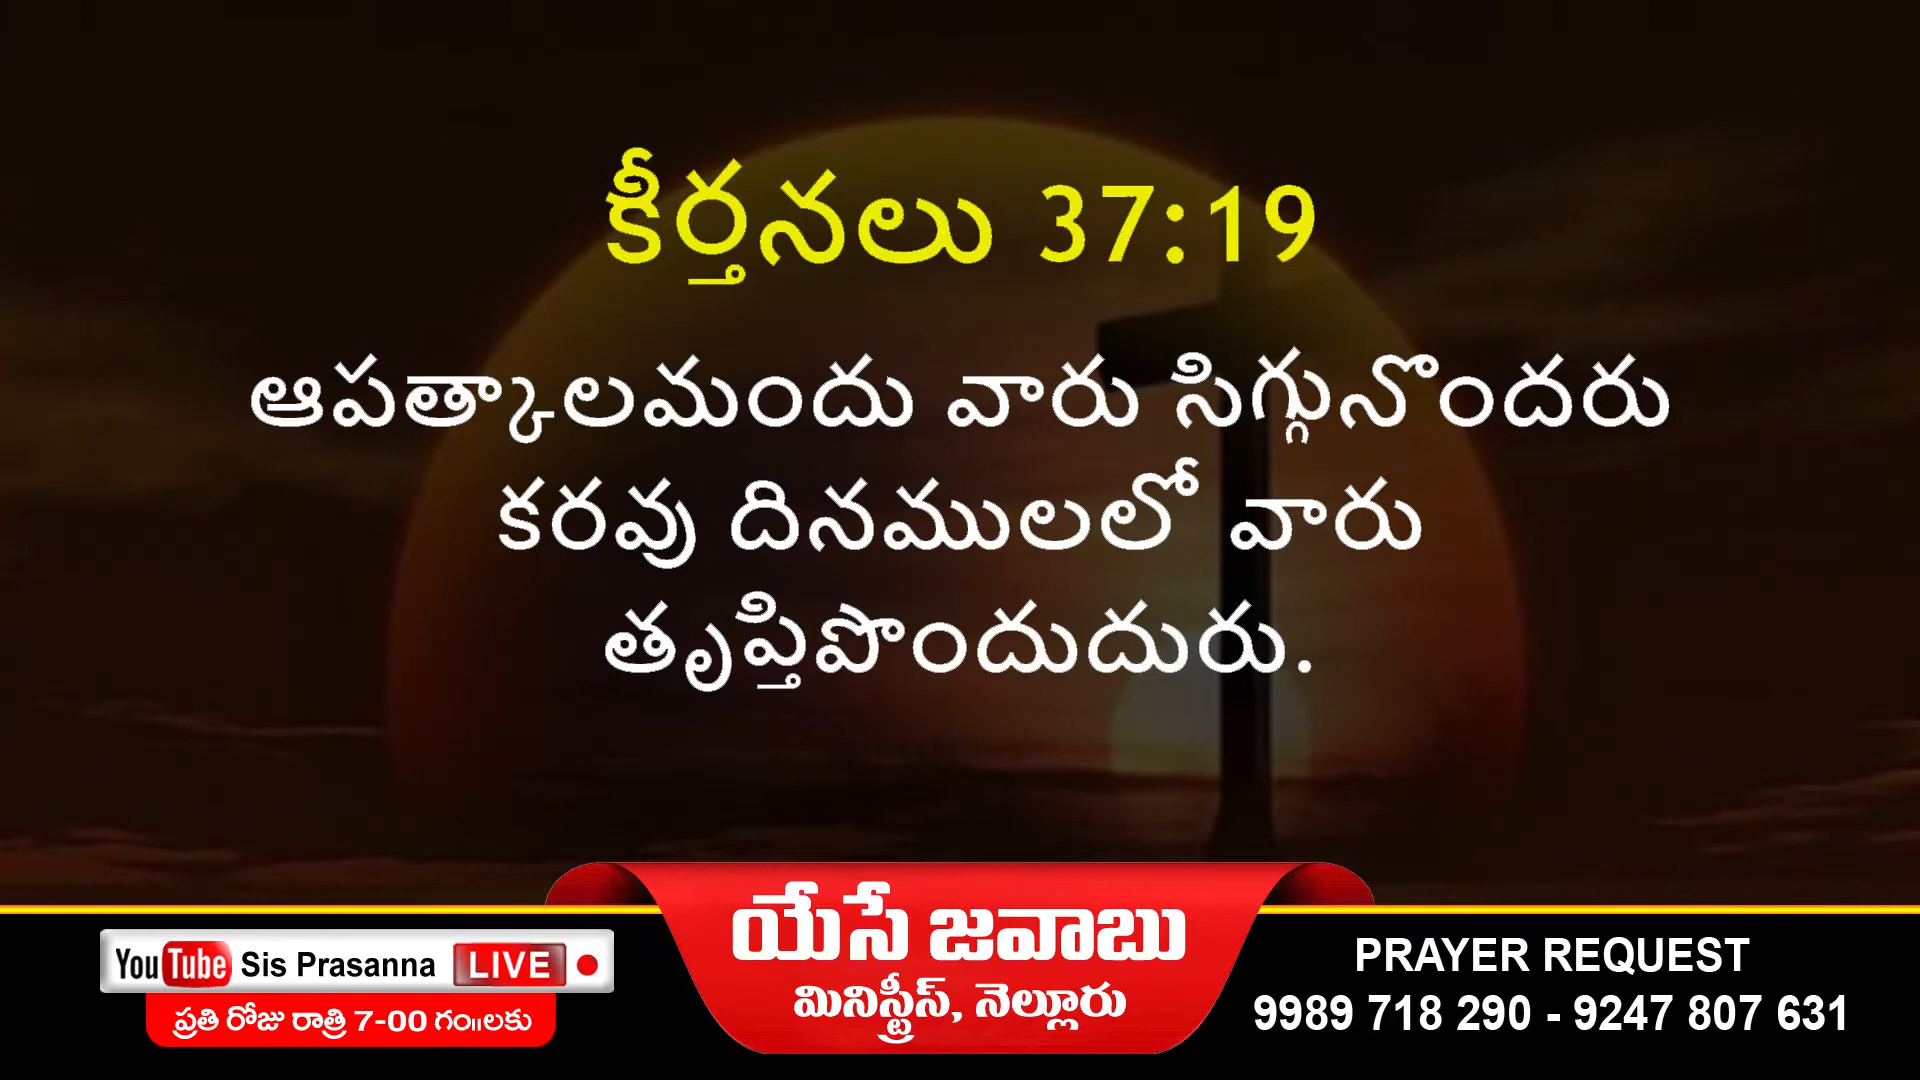 కీర్తనలు 37:19
ఆపత్కాలమందు వారు సిగ్గునొందరు
కరవు దినములలో వారు
తృప్తిపొందుదురు.
YouTube Sis Prasanna LIVE
ప్రతి రోజు రాత్రి 7-00 గం॥లకు
యేసే జవాబు
మినిస్ట్రీస్, నెల్లూరు
PRAYER REQUEST
9989 718 290 - 9247 807 631